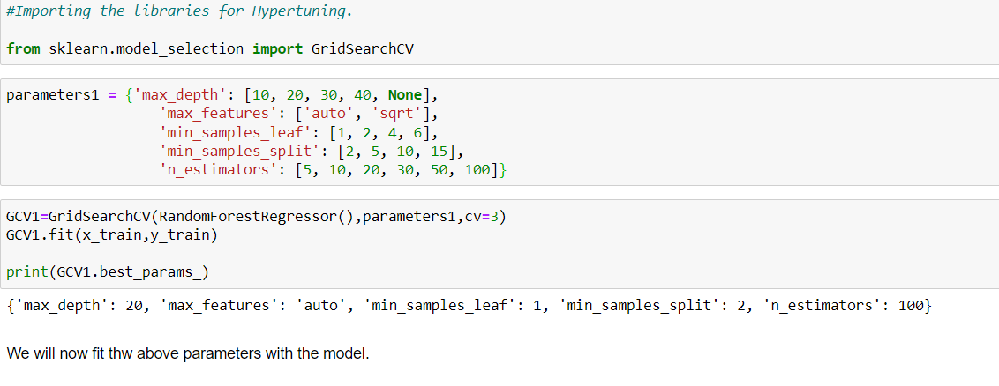 #Importing the libraries for Hypertuning.
from sklearn.model_selection import GridSearchCV
parameters1 = {'max_depth': [10, 20, 30, 40, None],
'max_features': ['auto', 'sqrt'],
'min_samples_leaf': [1, 2, 4, 6],
'min_samples_split': [2, 5, 10, 15],
'n_estimators': [5, 10, 20, 30, 50, 100]}
GCV1=GridSearchCV(RandomForestRegressor(),parameters1,cv=3)
GCV1.fit(x_train,y_train)
print(GCV1.best_params_)
{'max_depth': 20, 'max_features': 'auto', 'min_samples_leaf': 1, 'min_samples_split': 2, 'n_estimators': 100}
We will now fit thw above parameters with the model.